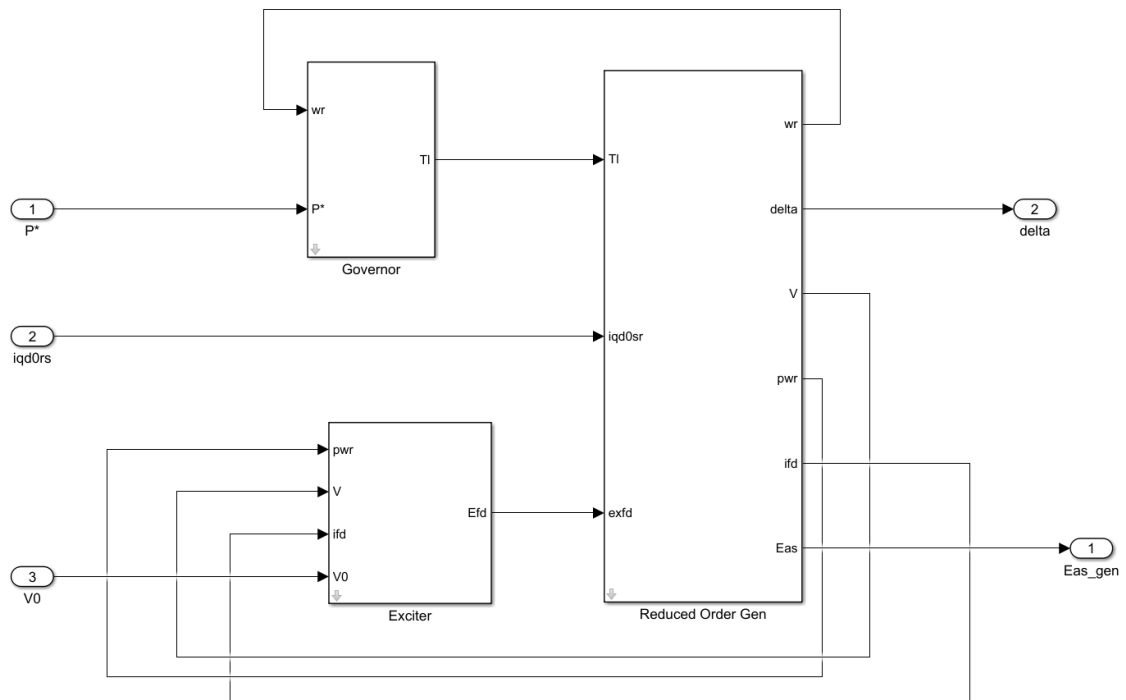 wr
Tl
1
P*
P*
Governor
Tl
wr
delta
2
delta
V
2
iqd0rs
iqd0sr
pwr
ifd
pwr
V
ifd
V0
Efd
exfd
3
V0
Exciter
Eas
1
Eas_gen
Reduced Order Gen